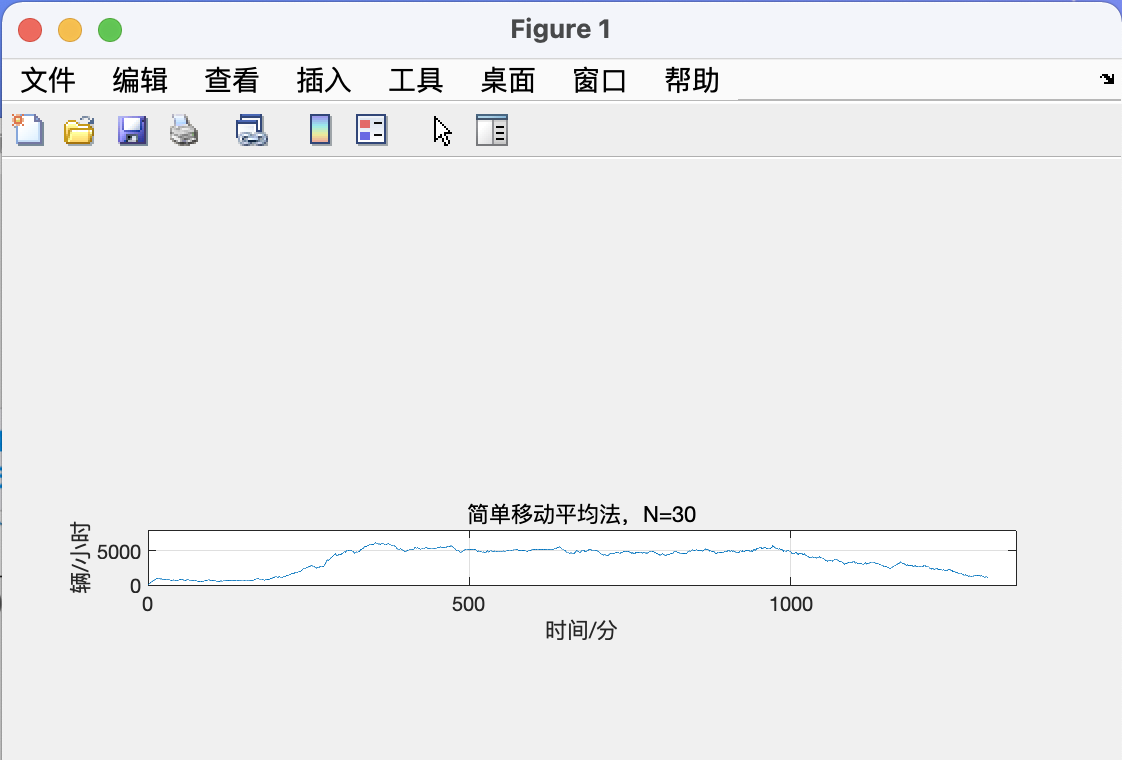 Figure 1
文件 编辑 查看 插入 工具 桌面 窗口 帮助
简单移动平均法，N=30
辆/小时
5000
0
0 500 1000
时间/分